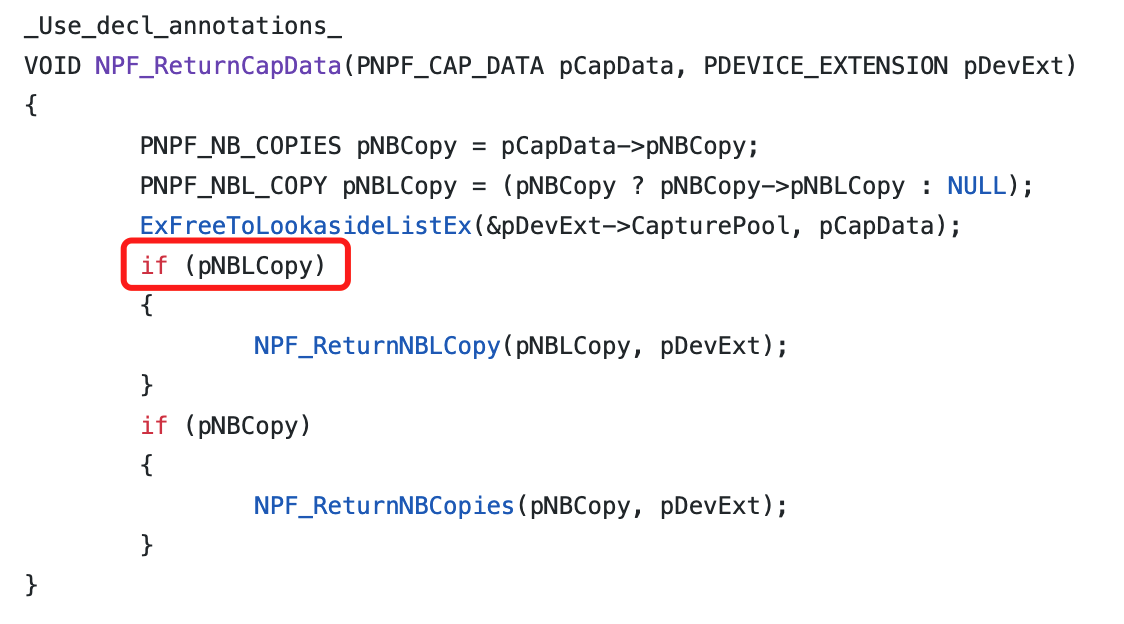 _Use_decl_annotations_
VOID NPF_ReturnCapData(PNPF_CAP_DATA pCapData, PDEVICE_EXTENSION pDevExt)
{
PNPF_NB_COPIES pNBCopy = pCapData->pNBCopy;
PNPF_NBL_COPY pNBLCopy = (pNBCopy ? pNBCopy->pNBLCopy : NULL);
ExFreeToLookasideListEx(&pDevExt->CapturePool, pCapData);
if (pNBLCopy)
{
NPF_ReturnNBLCopy(pNBLCopy, pDevExt);
}
if (pNBCopy)
{
NPF_ReturnNBCopies(pNBCopy, pDevExt);
}
}